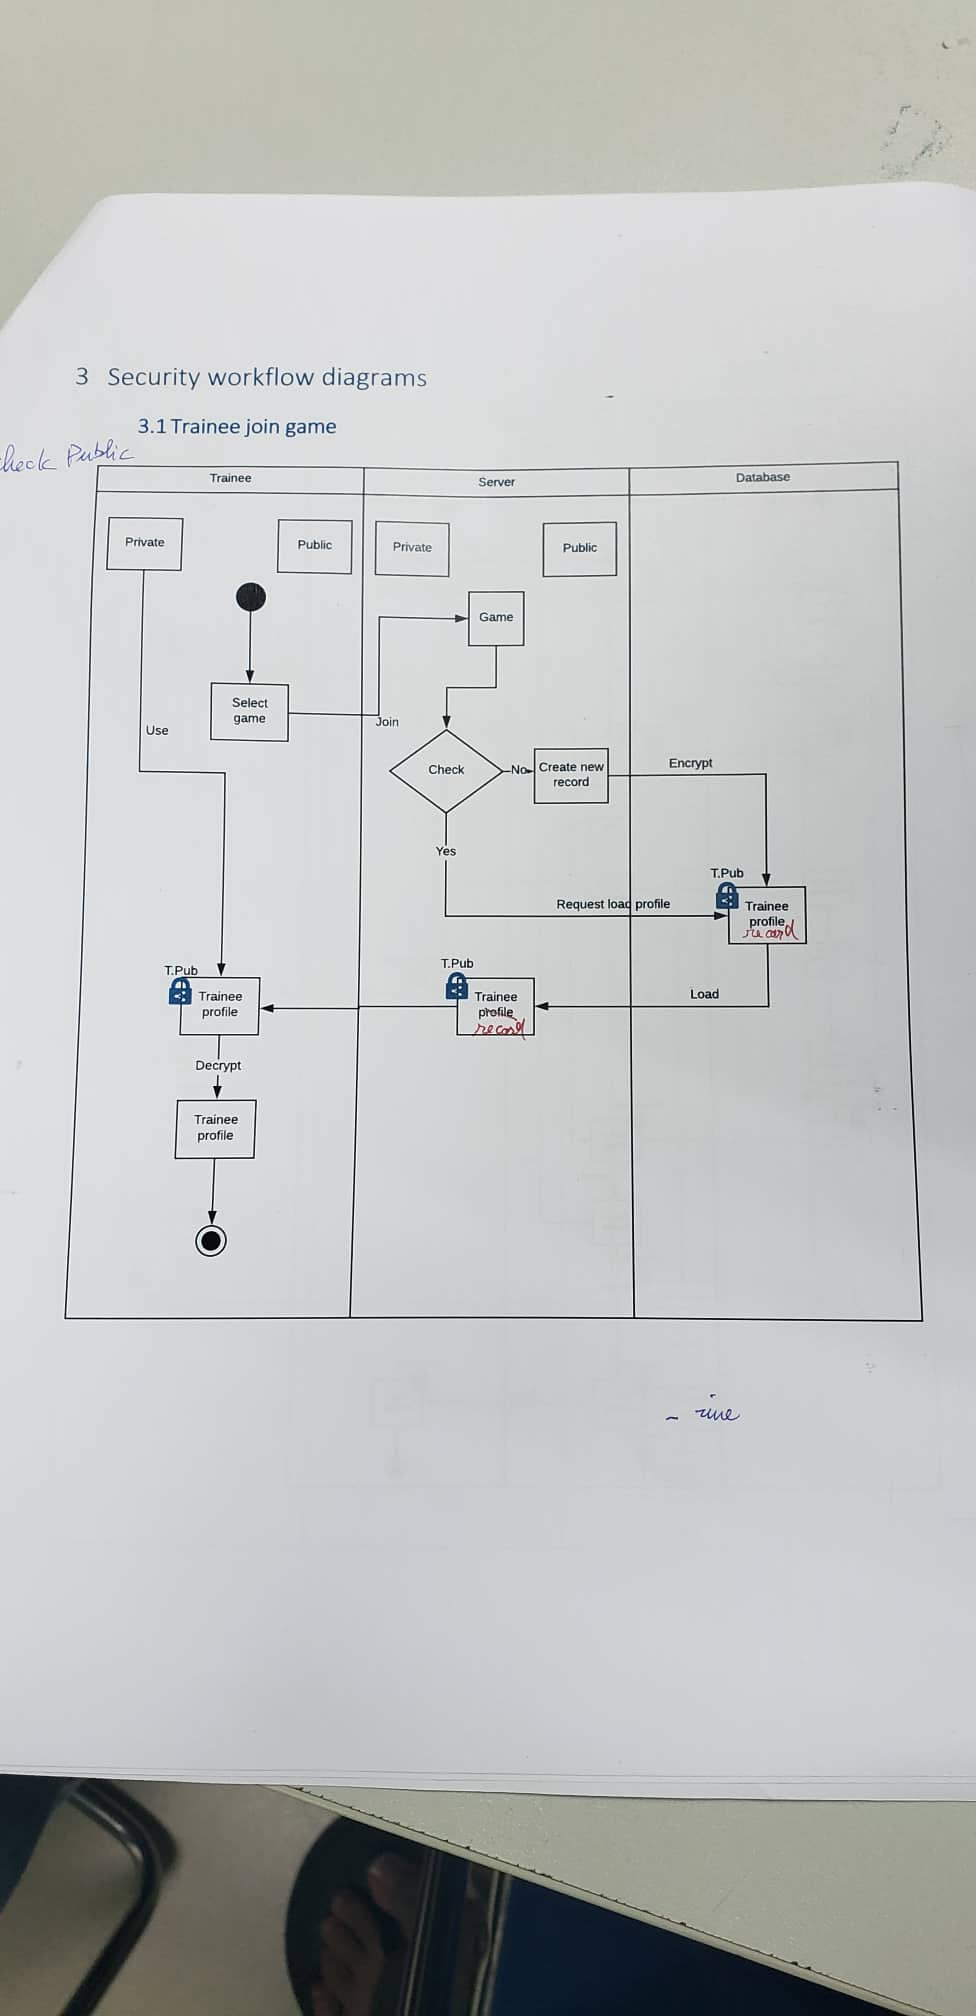 3 Security workflow diagrams
3.1 Trainee join game
check Public
Trainee
Server
Database
Private
Public
Private
Public
Game
Select
game
Join
Use
Check
No
Create new
record
Encrypt
Yes
T.Pub
Request load profile
Trainee
profile
record
T.Pub
T.Pub
Trainee
profile
Trainee
profile
record
Load
Decrypt
Trainee
profile